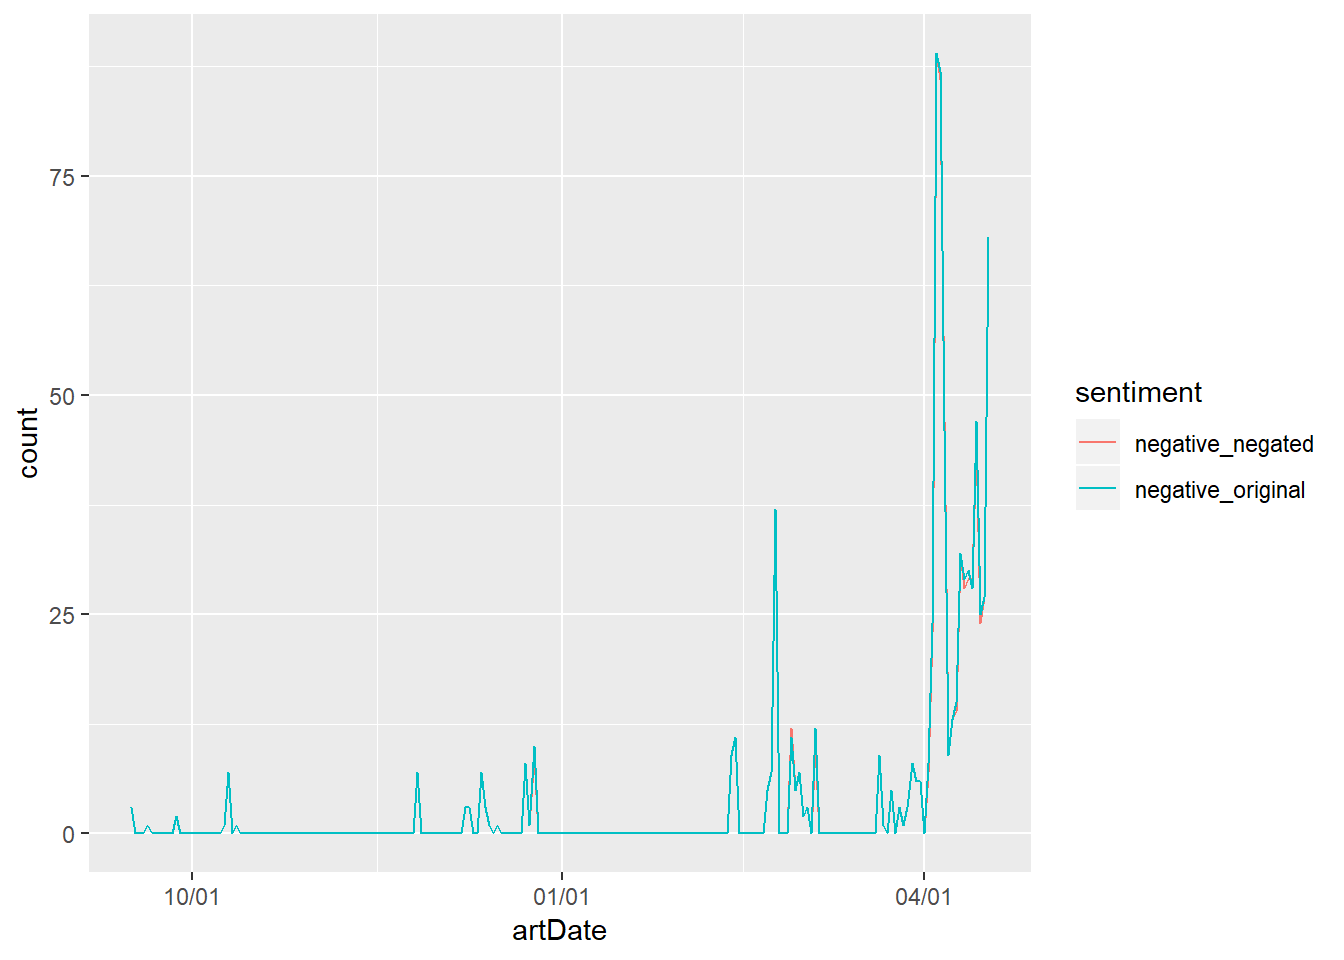 75
50
25
0
count
10/01
01/01
04/01
artDate
sentiment
negative_negated
negative_original